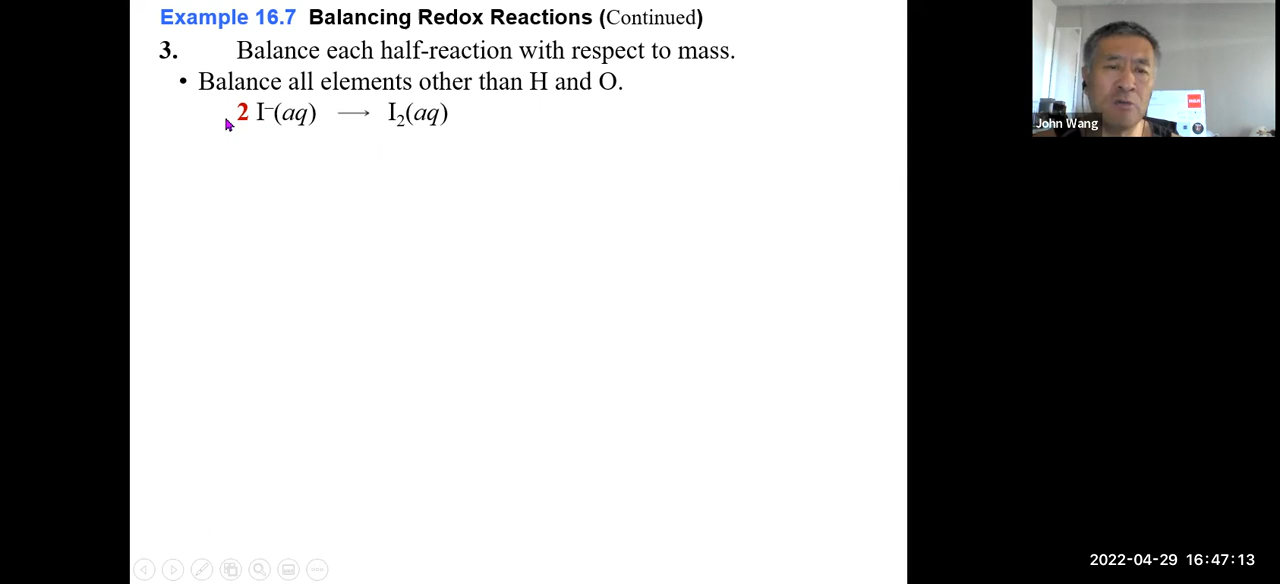 Example 16.7 Balancing Redox Reactions (Continued)
3. Balance each half-reaction with respect to mass.
• Balance all elements other than H and O.
2 I⁻(aq) ⟶ I₂(aq)
John Wang
2022-04-29 16:47:13